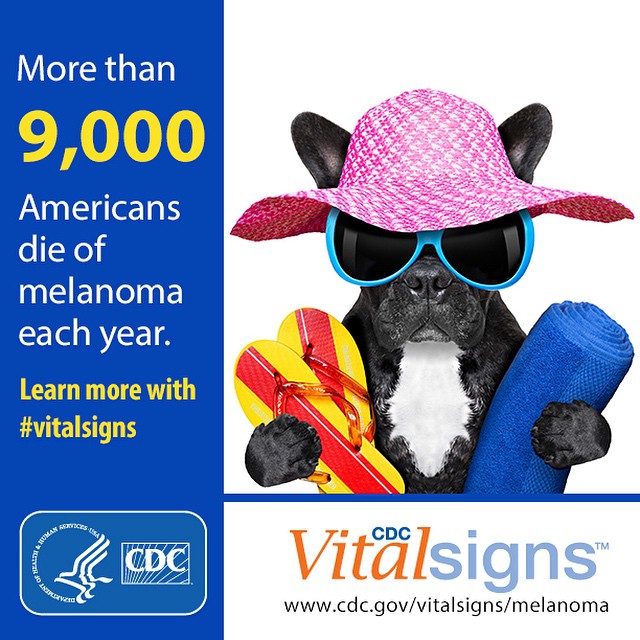 More than
9,000
Americans
die of
melanoma
each year.
Learn more with
#vitalsigns
DEPARTMENT OF HEALTH & HUMAN SERVICES·USA
CDC
CDC
Vitalsigns™
www.cdc.gov/vitalsigns/melanoma